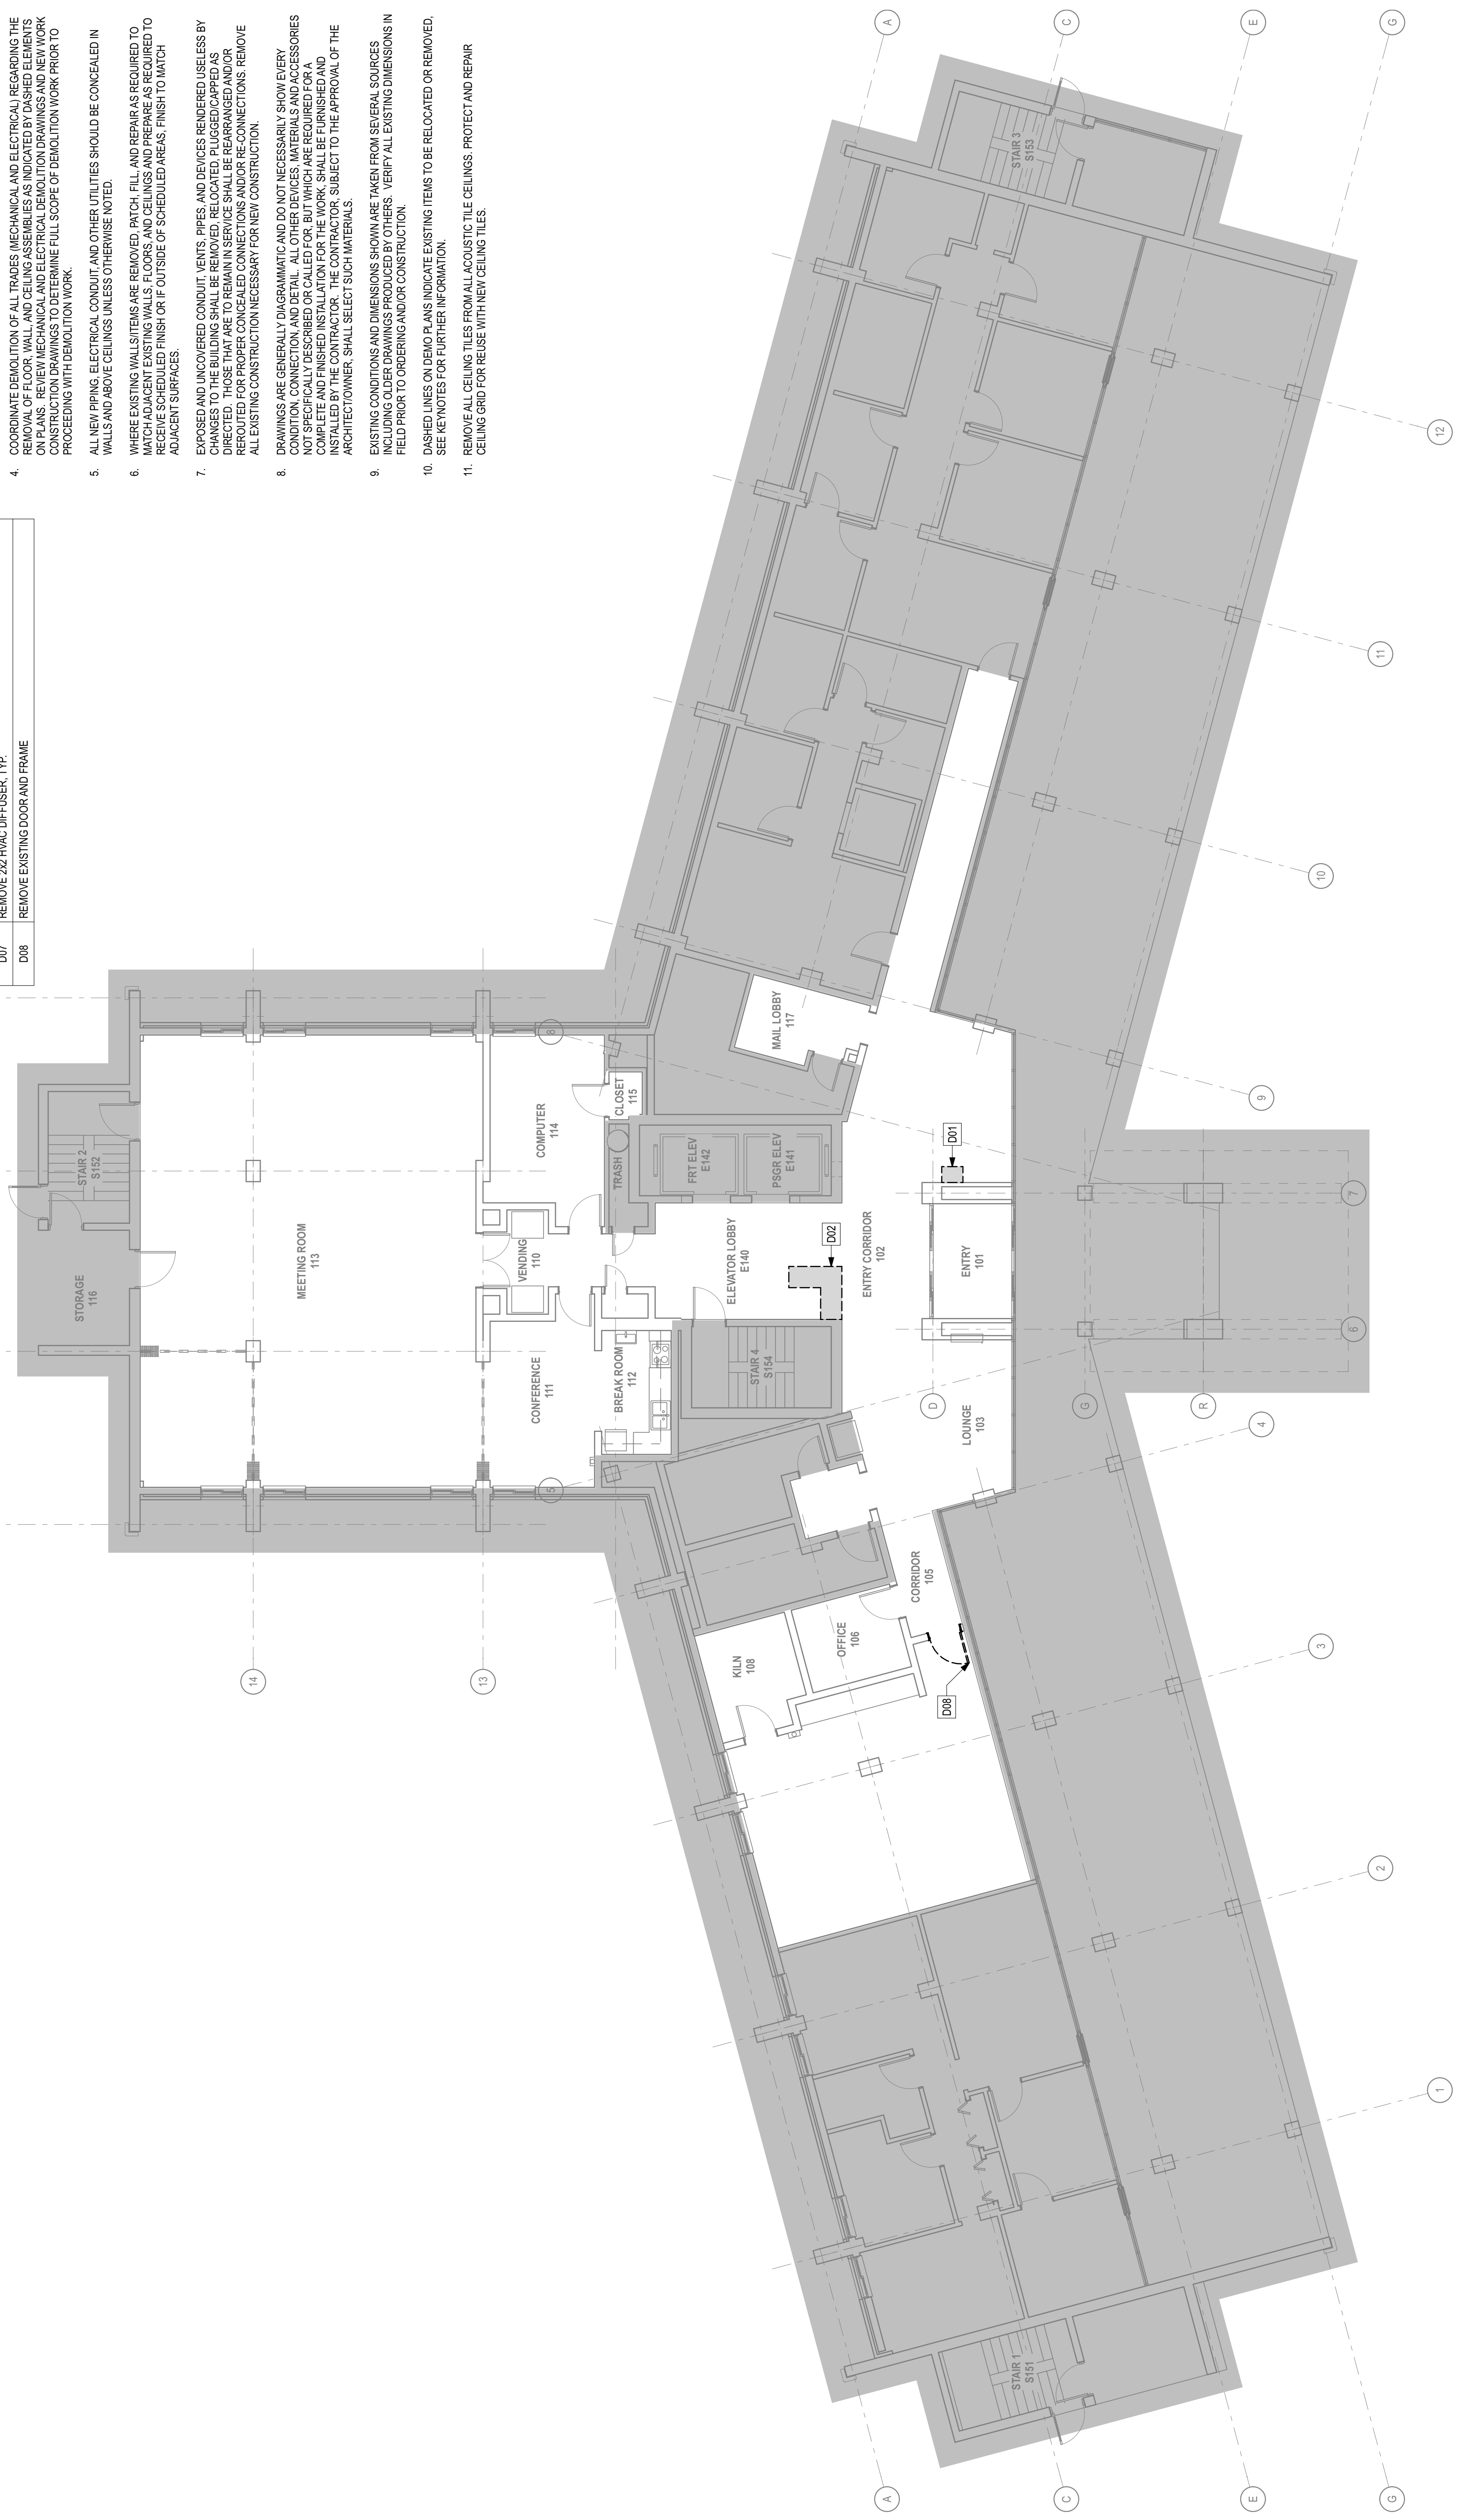 D07 REMOVE 2X2 HVAC DIFFUSER, TYP.
D08 REMOVE EXISTING DOOR AND FRAME
4. COORDINATE DEMOLITION OF ALL TRADES (MECHANICAL AND ELECTRICAL) REGARDING THE
REMOVAL OF FLOOR, WALL, AND CEILING ASSEMBLIES AS INDICATED BY DASHED ELEMENTS
ON PLANS. REVIEW MECHANICAL AND ELECTRICAL DEMOLITION DRAWINGS AND NEW WORK
CONSTRUCTION DRAWINGS TO DETERMINE FULL SCOPE OF DEMOLITION WORK PRIOR TO
PROCEEDING WITH DEMOLITION WORK.
5. ALL NEW PIPING, ELECTRICAL CONDUIT, AND OTHER UTILITIES SHOULD BE CONCEALED IN
WALLS AND ABOVE CEILINGS UNLESS OTHERWISE NOTED.
6. WHERE EXISTING WALLS/ITEMS ARE REMOVED, PATCH, FILL, AND REPAIR AS REQUIRED TO
MATCH ADJACENT EXISTING WALLS, FLOORS, AND CEILINGS AND PREPARE AS REQUIRED TO
RECEIVE SCHEDULED FINISH OR IF OUTSIDE OF SCHEDULED AREAS, FINISH TO MATCH
ADJACENT SURFACES.
7. EXPOSED AND UNCOVERED CONDUIT, VENTS, PIPES, AND DEVICES RENDERED USELESS BY
CHANGES TO THE BUILDING SHALL BE REMOVED, RELOCATED, PLUGGED/CAPPED AS
DIRECTED. THOSE THAT ARE TO REMAIN IN SERVICE SHALL BE REARRANGED AND/OR
REROUTED FOR PROPER CONCEALED CONNECTIONS AND/OR RE-CONNECTIONS. REMOVE
ALL EXISTING CONSTRUCTION NECESSARY FOR NEW CONSTRUCTION.
8. DRAWINGS ARE GENERALLY DIAGRAMMATIC AND DO NOT NECESSARILY SHOW EVERY
CONDITION, CONNECTION, AND DETAIL. ALL OTHER DEVICES, MATERIALS AND ACCESSORIES
NOT SPECIFICALLY DESCRIBED OR CALLED FOR, BUT WHICH ARE REQUIRED FOR A
COMPLETE AND FINISHED INSTALLATION FOR THE WORK, SHALL BE FURNISHED AND
INSTALLED BY THE CONTRACTOR. THE CONTRACTOR, SUBJECT TO THE APPROVAL OF THE
ARCHITECT/OWNER, SHALL SELECT SUCH MATERIALS.
9. EXISTING CONDITIONS AND DIMENSIONS SHOWN ARE TAKEN FROM SEVERAL SOURCES
INCLUDING OLDER DRAWINGS PRODUCED BY OTHERS. VERIFY ALL EXISTING DIMENSIONS IN
FIELD PRIOR TO ORDERING AND/OR CONSTRUCTION.
10. DASHED LINES ON DEMO PLANS INDICATE EXISTING ITEMS TO BE RELOCATED OR REMOVED,
SEE KEYNOTES FOR FURTHER INFORMATION.
11. REMOVE ALL CEILING TILES FROM ALL ACOUSTIC TILE CEILINGS. PROTECT AND REPAIR
CEILING GRID FOR REUSE WITH NEW CEILING TILES.
STORAGE
116
STAIR 2
S152
MEETING ROOM
113
14
13
CONFERENCE
111
VENDING
110
COMPUTER
114
5
8
BREAK ROOM
112
TRASH
CLOSET
115
FRT ELEV
E142
PSGR ELEV
E141
ELEVATOR LOBBY
E140
STAIR 4
S154
MAIL LOBBY
117
KILN
108
OFFICE
106
CORRIDOR
105
D08
D02
ENTRY CORRIDOR
102
D01
LOUNGE
103
ENTRY
101
STAIR 1
S151
STAIR 3
S153
A
C
E
G
A
C
E
G
D
G
R
1
2
3
4
6
7
9
10
11
12